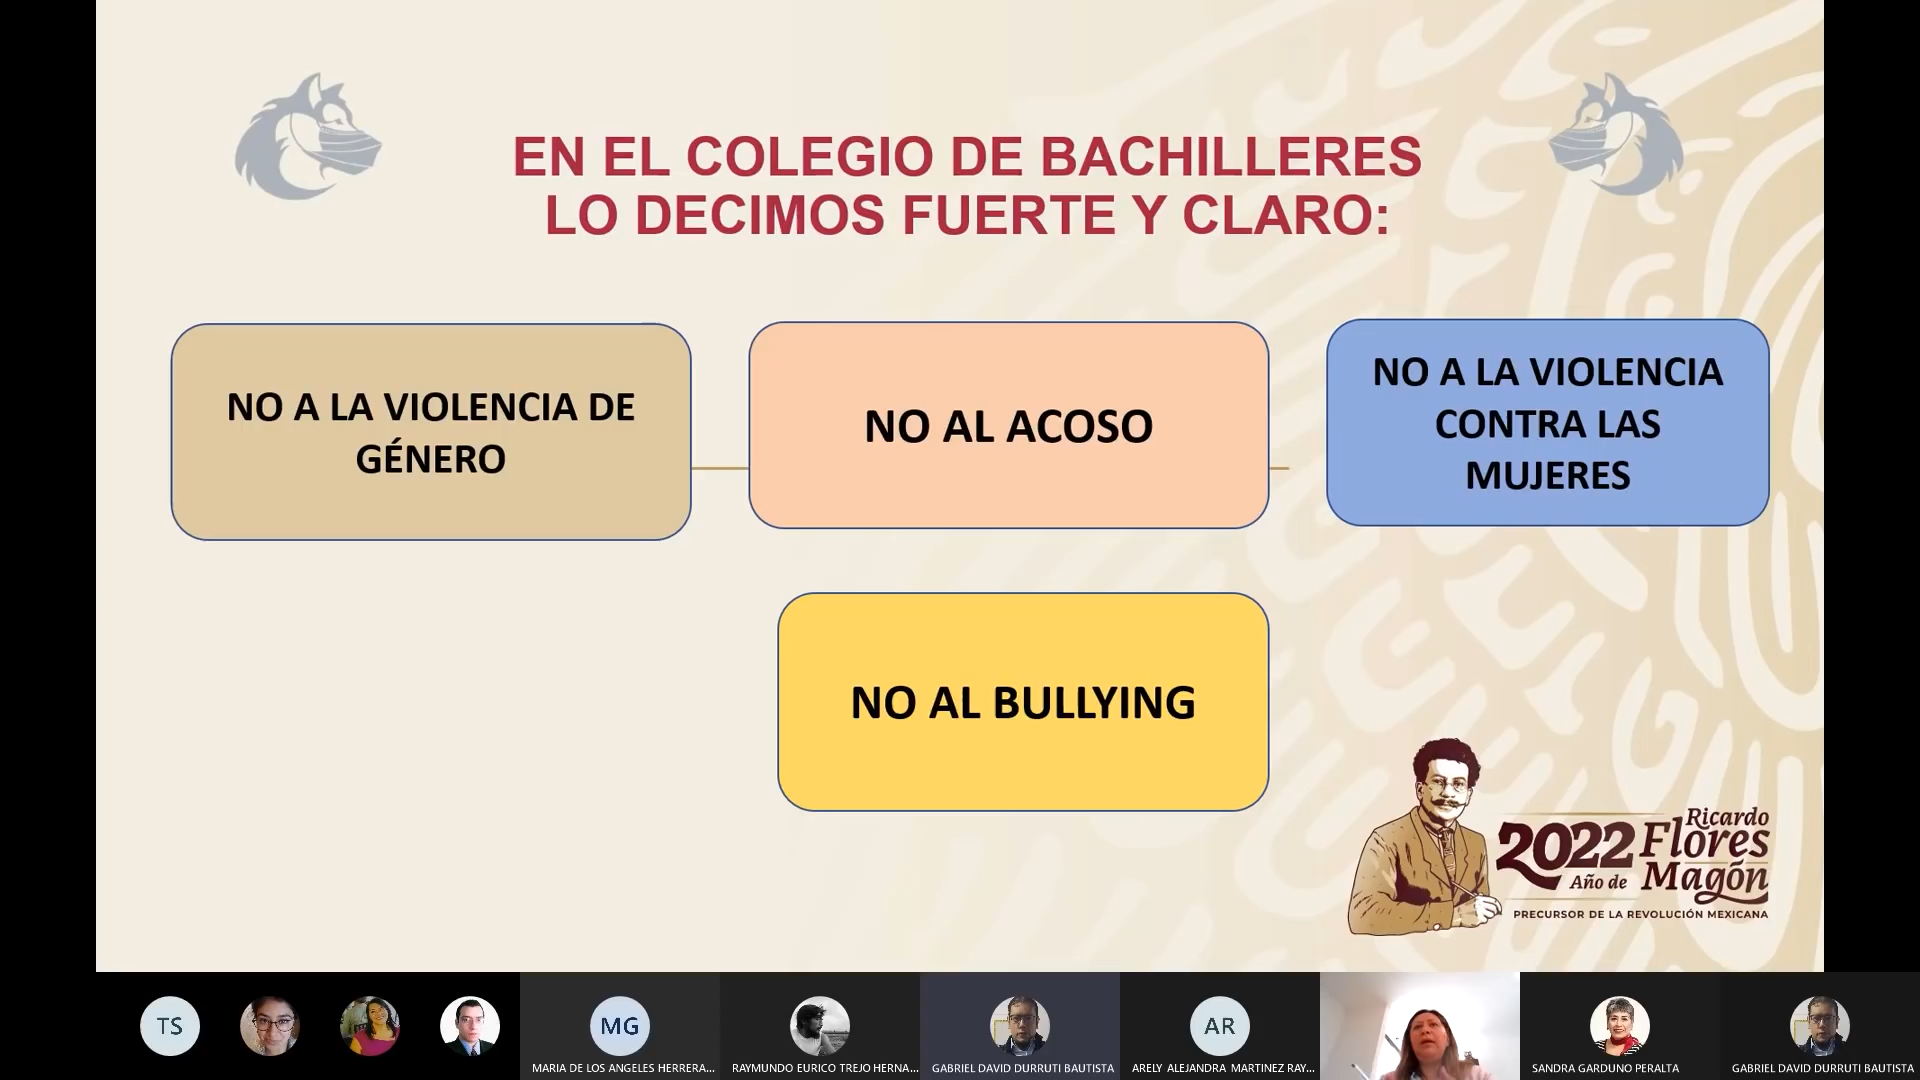 EN EL COLEGIO DE BACHILLERES
LO DECIMOS FUERTE Y CLARO:
NO A LA VIOLENCIA DE
GÉNERO
NO AL ACOSO
NO A LA VIOLENCIA
CONTRA LAS
MUJERES
NO AL BULLYING
2022
Año de
Ricardo
Flores
Magón
PRECURSOR DE LA REVOLUCIÓN MEXICANA
TS
MG
AR
MARIA DE LOS ANGELES HERRERA...
RAYMUNDO EURICO TREJO HERNA...
GABRIEL DAVID DURRUTI BAUTISTA
ARELY ALEJANDRA MARTINEZ RAY...
SANDRA GARDUNO PERALTA
GABRIEL DAVID DURRUTI BAUTISTA